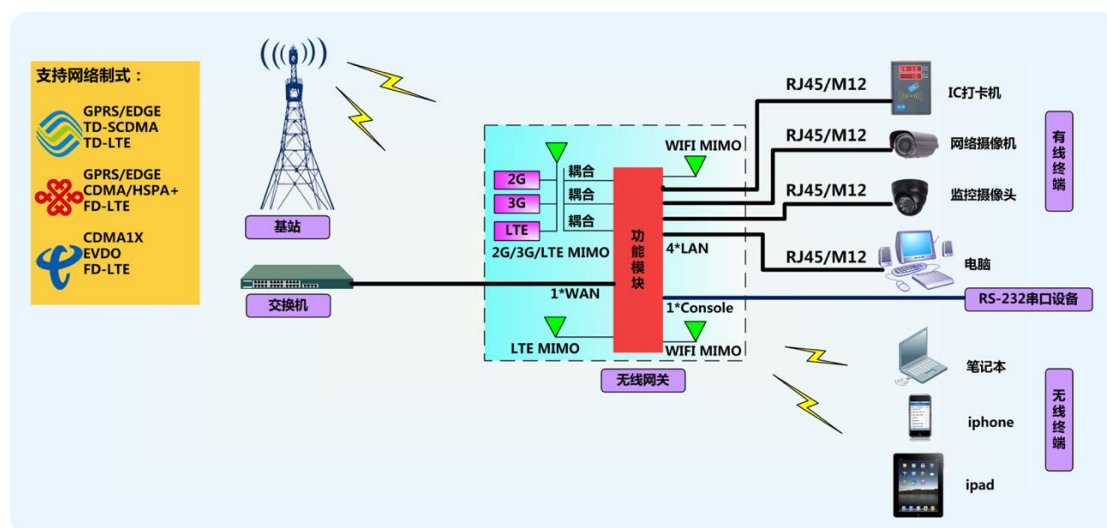 支持网络制式：
GPRS/EDGE
TD-SCDMA
TD-LTE
GPRS/EDGE
CDMA/HSPA+
FD-LTE
CDMA1X
EVDO
FD-LTE
基站
交换机
2G
3G
LTE
耦合
耦合
耦合
2G/3G/LTE MIMO
1*WAN
LTE MIMO
功能模块
WIFI MIMO
4*LAN
1*Console
WIFI MIMO
无线网关
RJ45/M12
IC打卡机
RJ45/M12
网络摄像机
RJ45/M12
监控摄像头
RJ45/M12
电脑
有线终端
RS-232串口设备
笔记本
iphone
ipad
无线终端